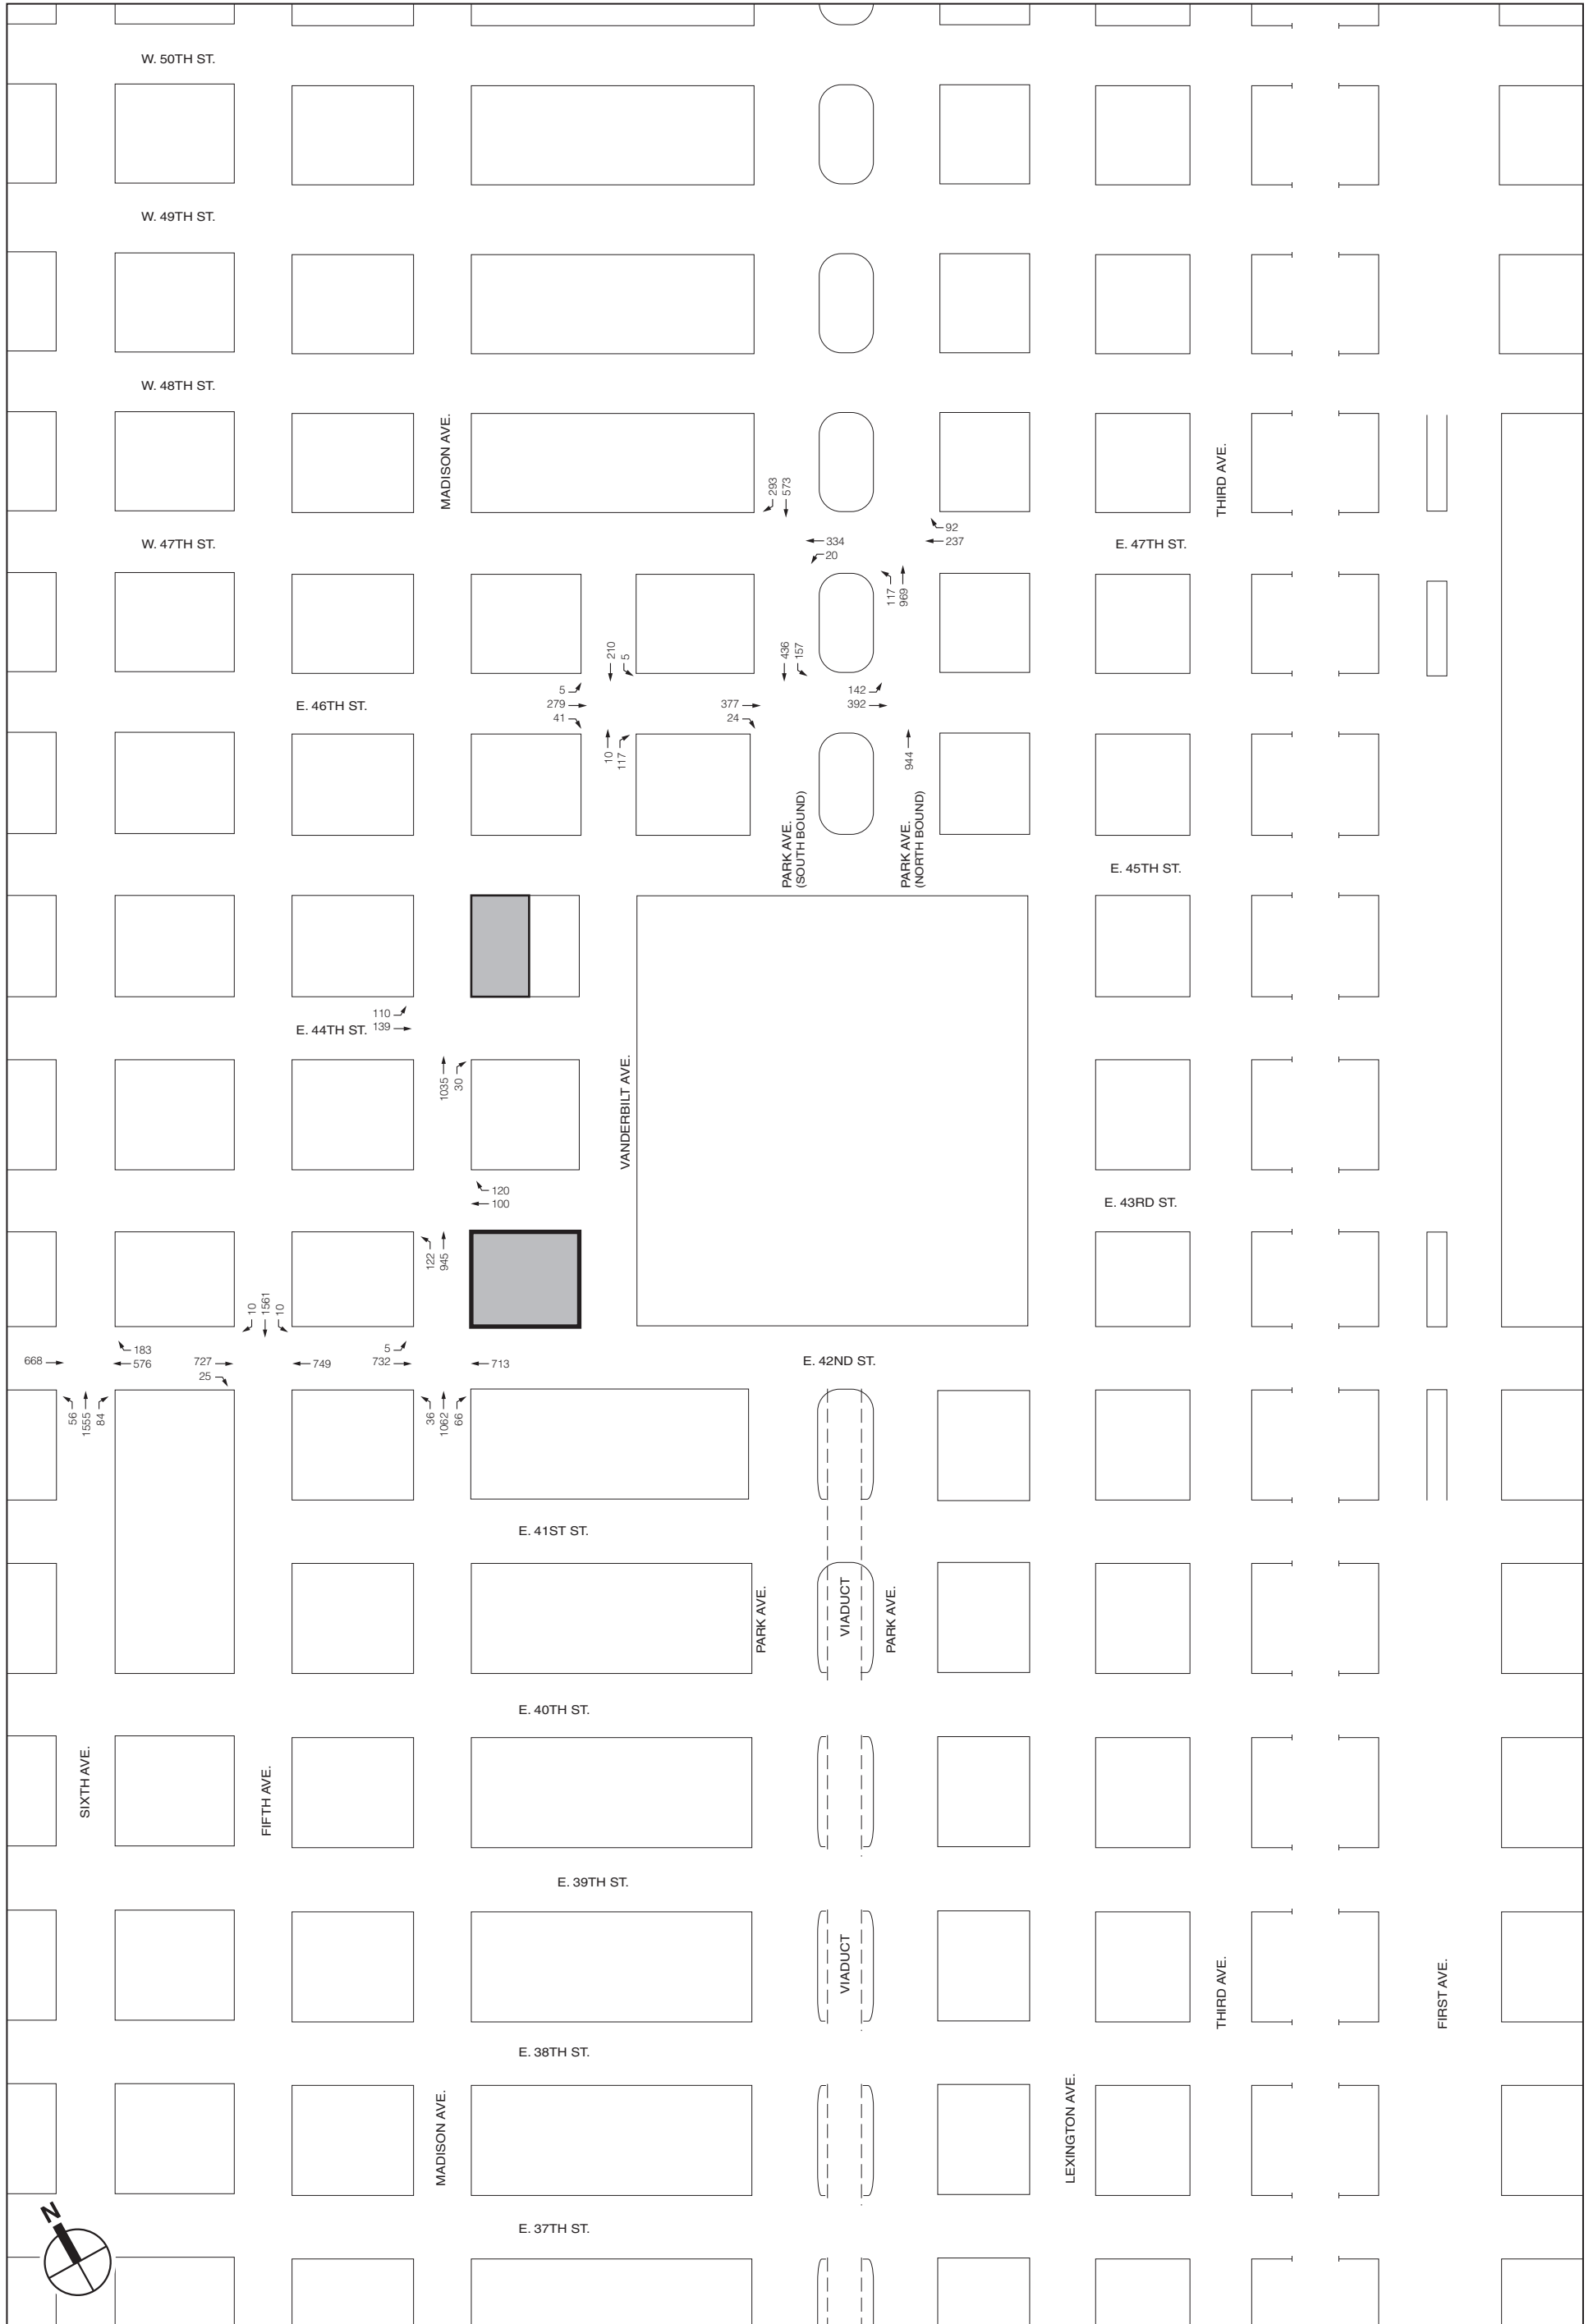 W. 50TH ST.
W. 49TH ST.
W. 48TH ST.
MADISON AVE.
THIRD AVE.
293
573
92
237
334
20
W. 47TH ST.
E. 47TH ST.
117
969
210
5
436
157
5
279
41
E. 46TH ST.
377
24
142
392
10
117
944
PARK AVE.
(SOUTH BOUND)
PARK AVE.
(NORTH BOUND)
E. 45TH ST.
110
139
E. 44TH ST.
1035
30
VANDERBILT AVE.
120
100
E. 43RD ST.
122
945
10
1561
10
668
183
576
727
25
749
5
732
713
E. 42ND ST.
56
1555
84
36
1062
66
E. 41ST ST.
PARK AVE.
VIADUCT
PARK AVE.
E. 40TH ST.
SIXTH AVE.
FIFTH AVE.
E. 39TH ST.
VIADUCT
THIRD AVE.
FIRST AVE.
E. 38TH ST.
MADISON AVE.
LEXINGTON AVE.
N
E. 37TH ST.